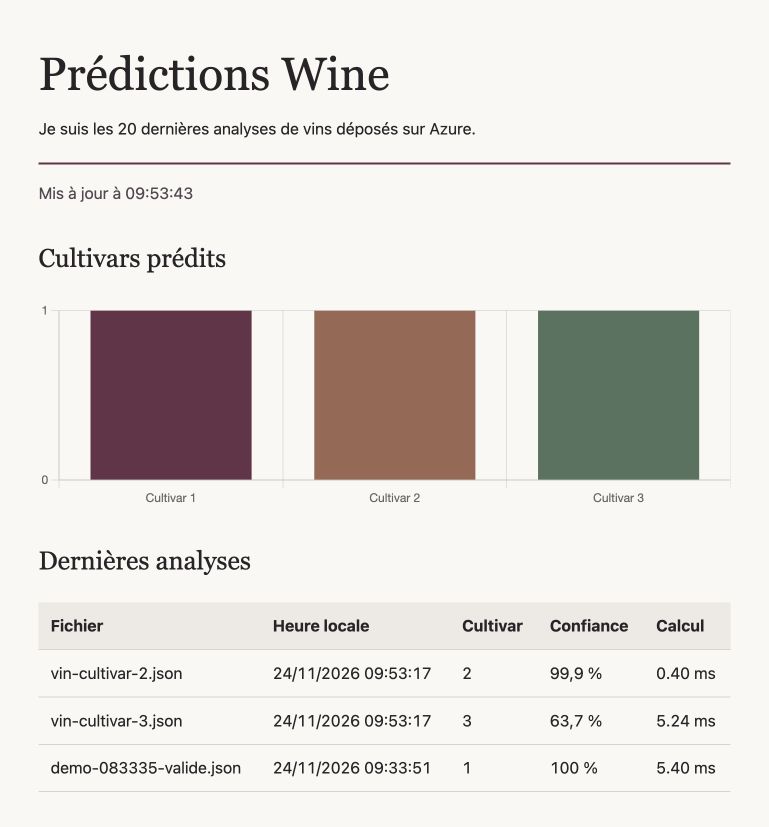 Prédictions Wine
Je suis les 20 dernières analyses de vins déposés sur Azure.
Mis à jour à 09:53:43
Cultivars prédits
1
0
Cultivar 1 Cultivar 2 Cultivar 3
Dernières analyses
Fichier Heure locale Cultivar Confiance Calcul
vin-cultivar-2.json 24/11/2026 09:53:17 2 99,9 % 0.40 ms
vin-cultivar-3.json 24/11/2026 09:53:17 3 63,7 % 5.24 ms
demo-083335-valide.json 24/11/2026 09:33:51 1 100 % 5.40 ms